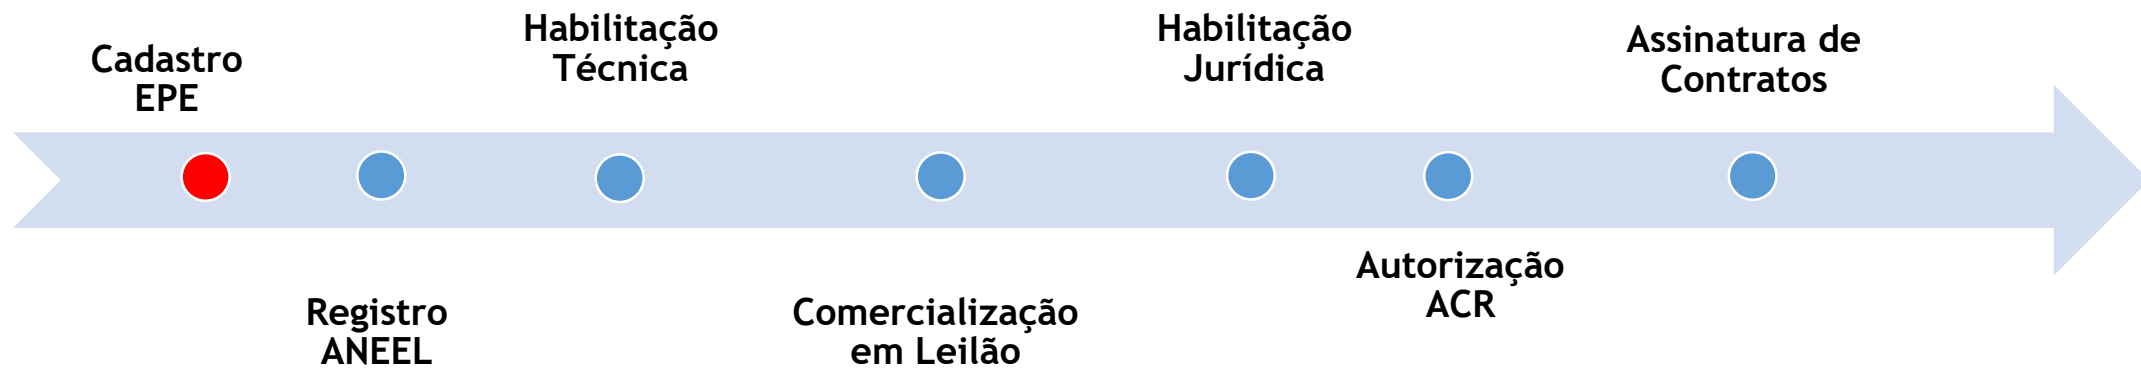 Cadastro
EPE
Registro
ANEEL
Habilitação
Técnica
Comercialização
em Leilão
Habilitação
Jurídica
Autorização
ACR
Assinatura de
Contratos